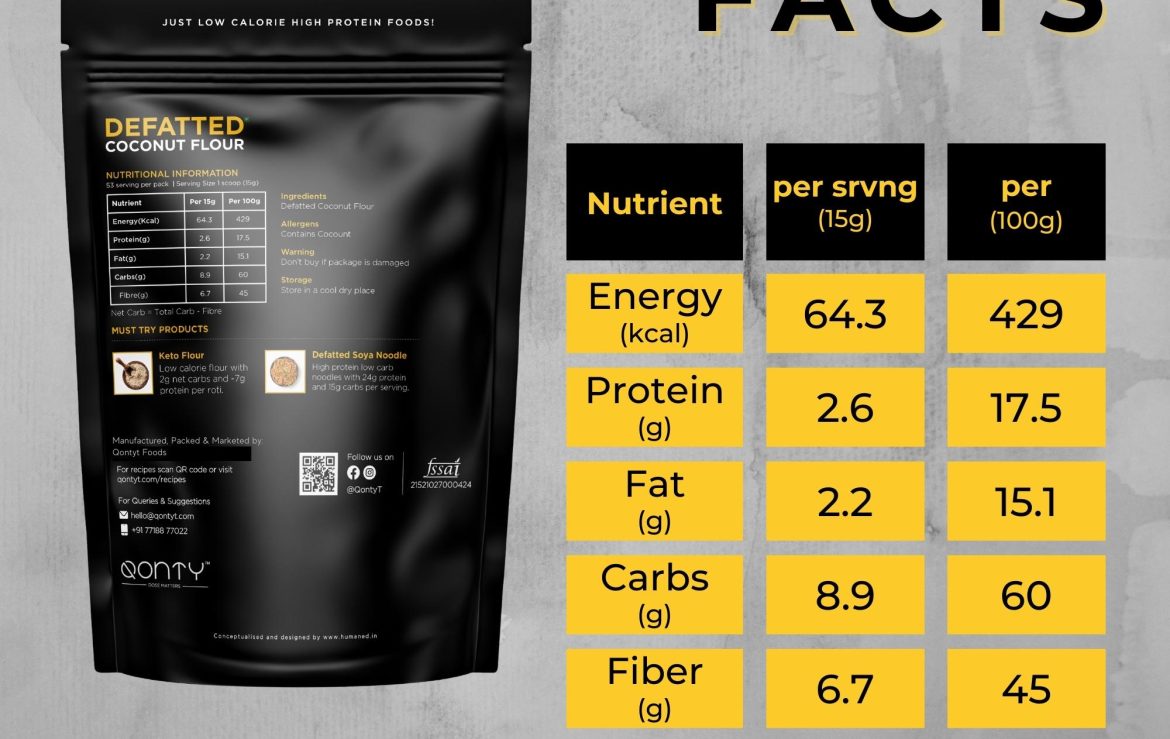 JUST LOW CALORIE HIGH PROTEIN FOODS!
DEFATTED
COCONUT FLOUR
NUTRITIONAL INFORMATION
53 serving per pack | Serving Size 1 scoop (15g)
Nutrient Per 15g Per 100g
Energy(Kcal) 64.3 429
Protein(g) 2.6 17.5
Fat(g) 2.2 15.1
Carbs(g) 8.9 60
Fibre(g) 6.7 45
Net Carb = Total Carb - Fibre
Ingredients
Defatted Coconut Flour
Allergens
Contains Cocount
Warning
Don't buy if package is damaged
Storage
Store in a cool dry place
MUST TRY PRODUCTS
Keto Flour
Low calorie flour with
2g net carbs and ~7g
protein per roti.
Defatted Soya Noodle
High protein low carb
noodles with 24g protein
and 15g carbs per serving.
Manufactured, Packed & Marketed by:
Qontyt Foods
For recipes scan QR code or visit
qontyt.com/recipes
For Queries & Suggestions
hello@qontyt.com
+91 77188 77022
Follow us on
@QontyT
fssai
21521027000424
QONTY™
DOSE MATTERS
Conceptualised and designed by www.humaned.in
FACTS
Nutrient per srvng (15g) per (100g)
Energy (kcal) 64.3 429
Protein (g) 2.6 17.5
Fat (g) 2.2 15.1
Carbs (g) 8.9 60
Fiber (g) 6.7 45